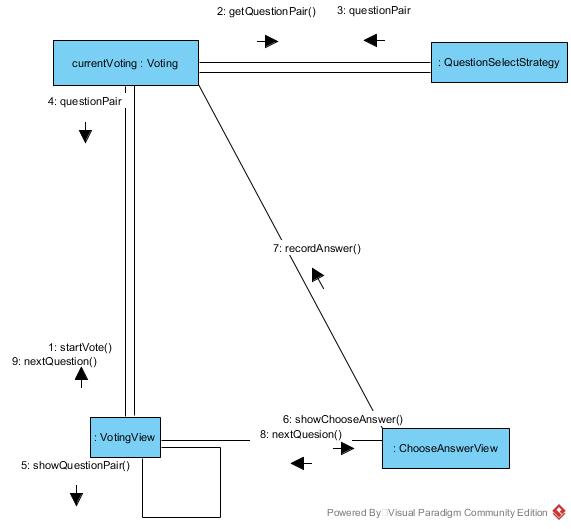 2: getQuestionPair()
3: questionPair
currentVoting : Voting
: QuestionSelectStrategy
4: questionPair
7: recordAnswer()
1: startVote()
9: nextQuestion()
6: showChooseAnswer()
8: nextQuesion()
: VotingView
: ChooseAnswerView
5: showQuestionPair()
Powered By Visual Paradigm Community Edition